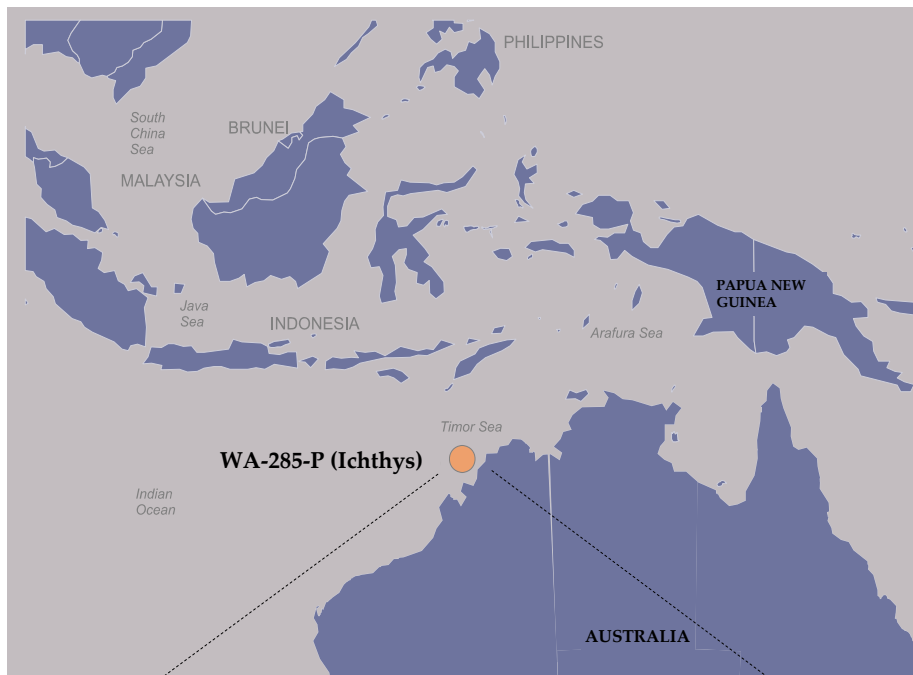 PHILIPPINES
South
China
Sea
BRUNEI
MALAYSIA
PAPUA NEW
GUINEA
Java
Sea
INDONESIA
Arafura Sea
Timor Sea
WA-285-P (Ichthys)
Indian
Ocean
AUSTRALIA